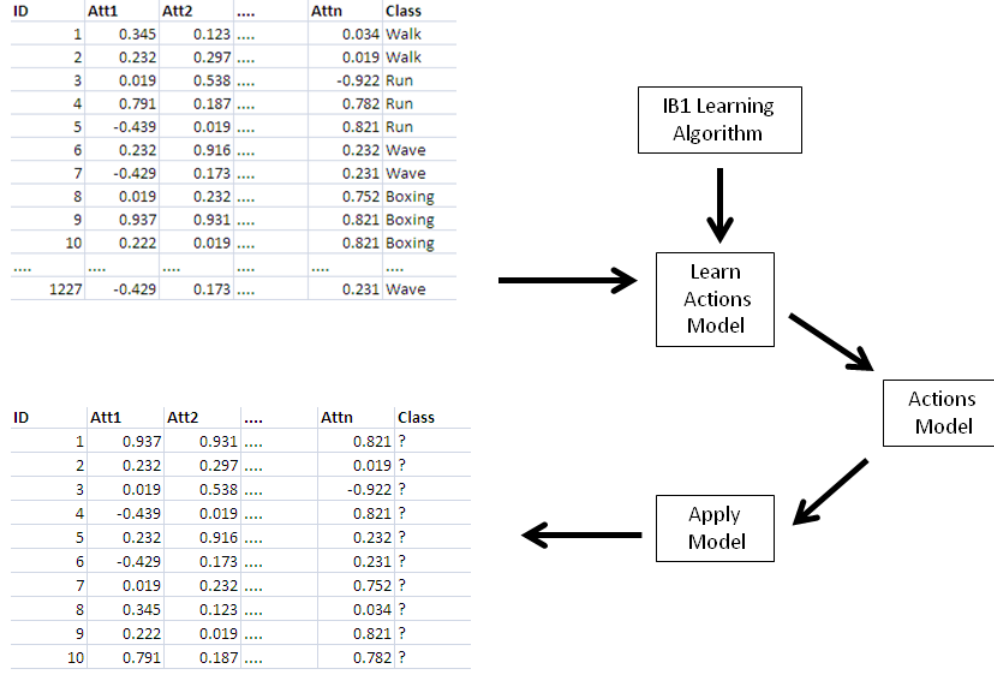 ID Att1 Att2 .... Attn Class
1 0.345 0.123 .... 0.034 Walk
2 0.232 0.297 .... 0.019 Walk
3 0.019 0.538 .... -0.922 Run
4 0.791 0.187 .... 0.782 Run
5 -0.439 0.019 .... 0.821 Run
6 0.232 0.916 .... 0.232 Wave
7 -0.429 0.173 .... 0.231 Wave
8 0.019 0.232 .... 0.752 Boxing
9 0.937 0.931 .... 0.821 Boxing
10 0.222 0.019 .... 0.821 Boxing
.... .... .... .... .... ....
1227 -0.429 0.173 .... 0.231 Wave
IB1 Learning
Algorithm
Learn
Actions
Model
Actions
Model
Apply
Model
ID Att1 Att2 .... Attn Class
1 0.937 0.931 .... 0.821 ?
2 0.232 0.297 .... 0.019 ?
3 0.019 0.538 .... -0.922 ?
4 -0.439 0.019 .... 0.821 ?
5 0.232 0.916 .... 0.232 ?
6 -0.429 0.173 .... 0.231 ?
7 0.019 0.232 .... 0.752 ?
8 0.345 0.123 .... 0.034 ?
9 0.222 0.019 .... 0.821 ?
10 0.791 0.187 .... 0.782 ?